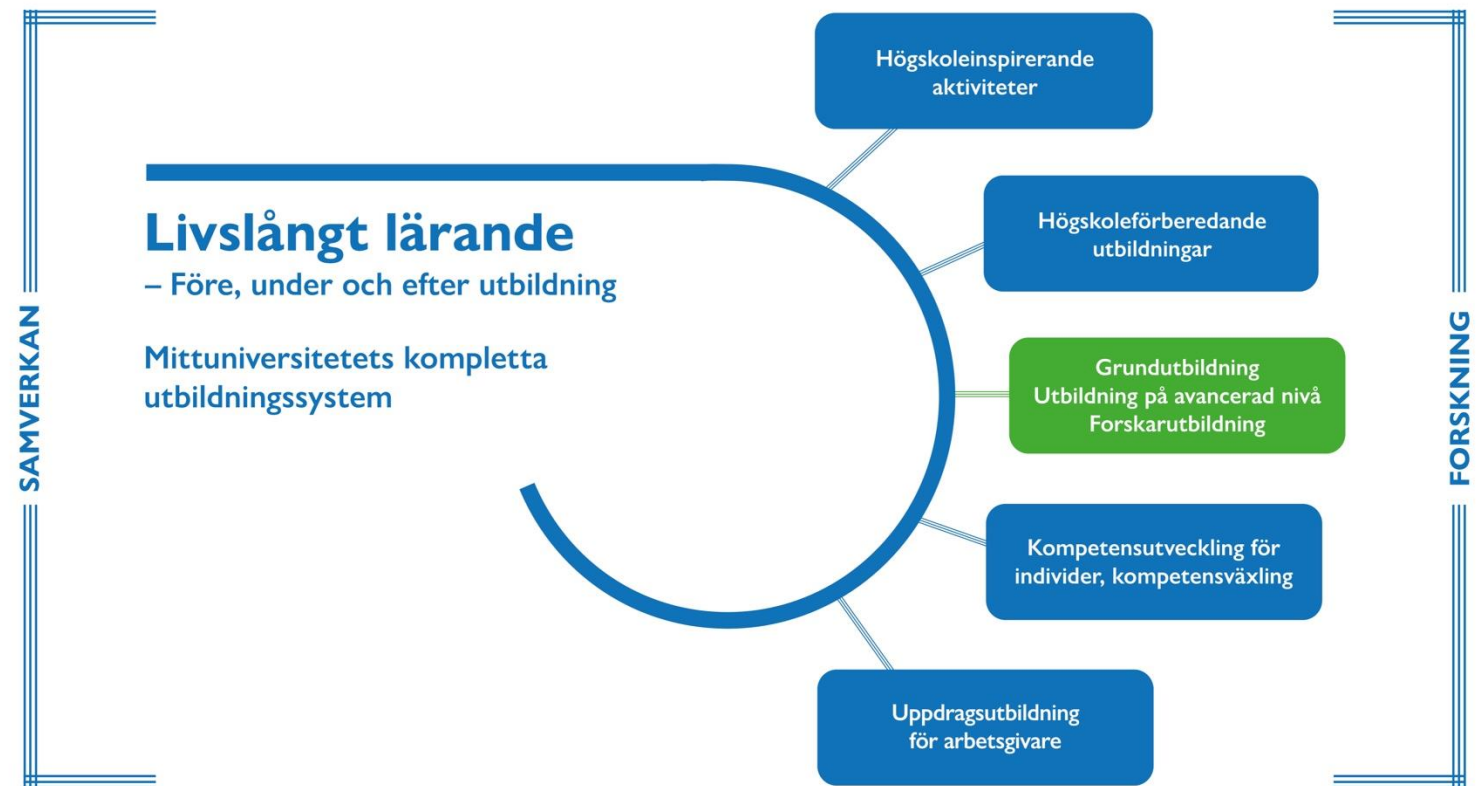 Livslångt lärande
– Före, under och efter utbildning
Mittuniversitetets kompletta
utbildningssystem
SAMVERKAN
Högskoleinspirerande
aktiviteter
Högskoleförberedande
utbildningar
Grundutbildning
Utbildning på avancerad nivå
Forskarutbildning
Kompetensutveckling för
individer, kompetensväxling
Uppdragsutbildning
för arbetsgivare
FORSKNING